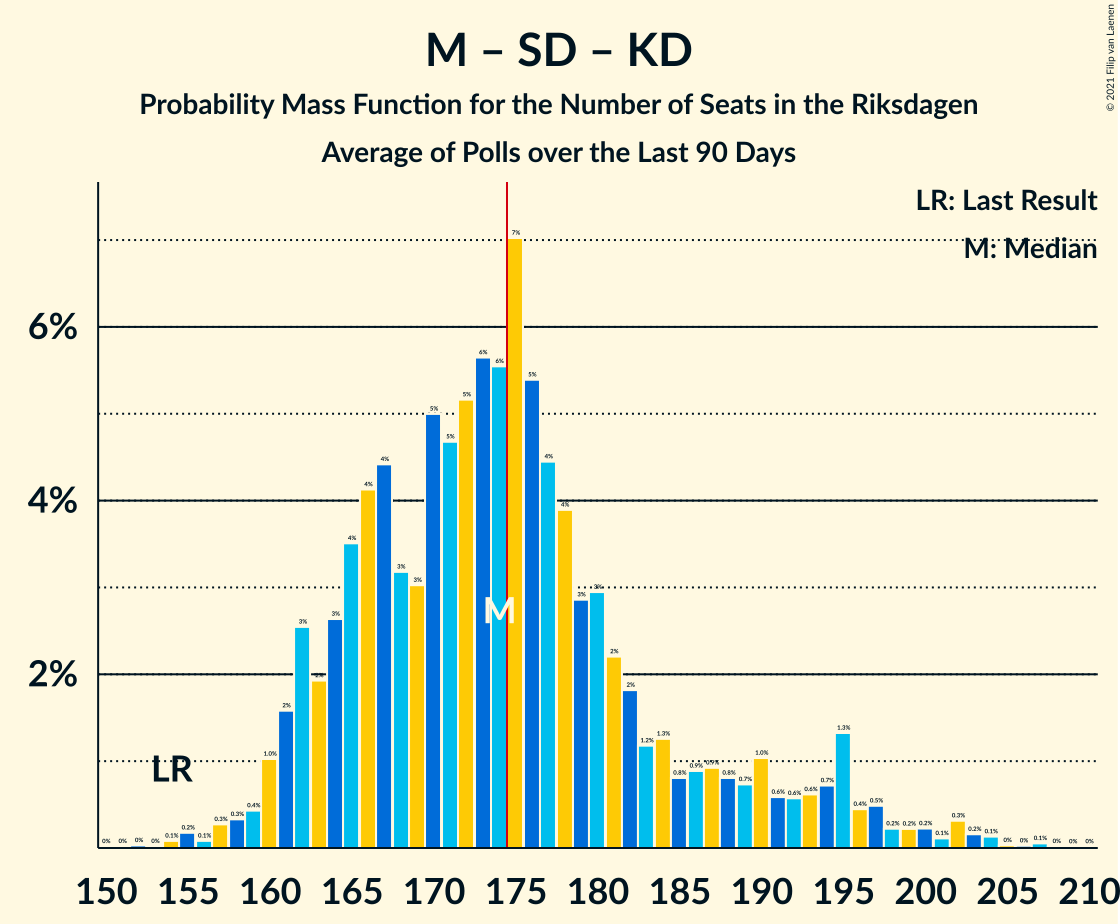 M – SD – KD
Probability Mass Function for the Number of Seats in the Riksdagen
Average of Polls over the Last 90 Days
© 2021 Filip van Laenen
LR: Last Result
M: Median
6%
4%
2%
LR
M
0% 0% 0% 0% 0.1% 0.2% 0.1% 0.3% 0.3% 0.4% 1.0% 2% 3% 2% 3% 4% 4% 4% 3% 3% 5% 5% 5% 6% 6% 7% 5% 4% 4% 3% 3% 2% 2% 1.2% 1.3% 0.8% 0.9% 0.9% 0.8% 0.7% 1.0% 0.6% 0.6% 0.6% 0.7% 1.3% 0.4% 0.5% 0.2% 0.2% 0.2% 0.1% 0.3% 0.2% 0.1% 0% 0% 0.1% 0% 0% 0%
150 155 160 165 170 175 180 185 190 195 200 205 210